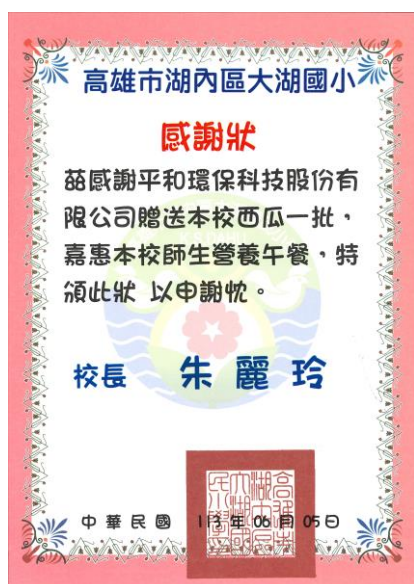 高雄市湖內區大湖國小
感謝狀
茲感謝平和環保科技股份有
限公司贈送本校西瓜一批，
嘉惠本校師生營養午餐，特
頒此狀 以申謝忱。
校長 朱麗玲
中華民國 113年06月05日